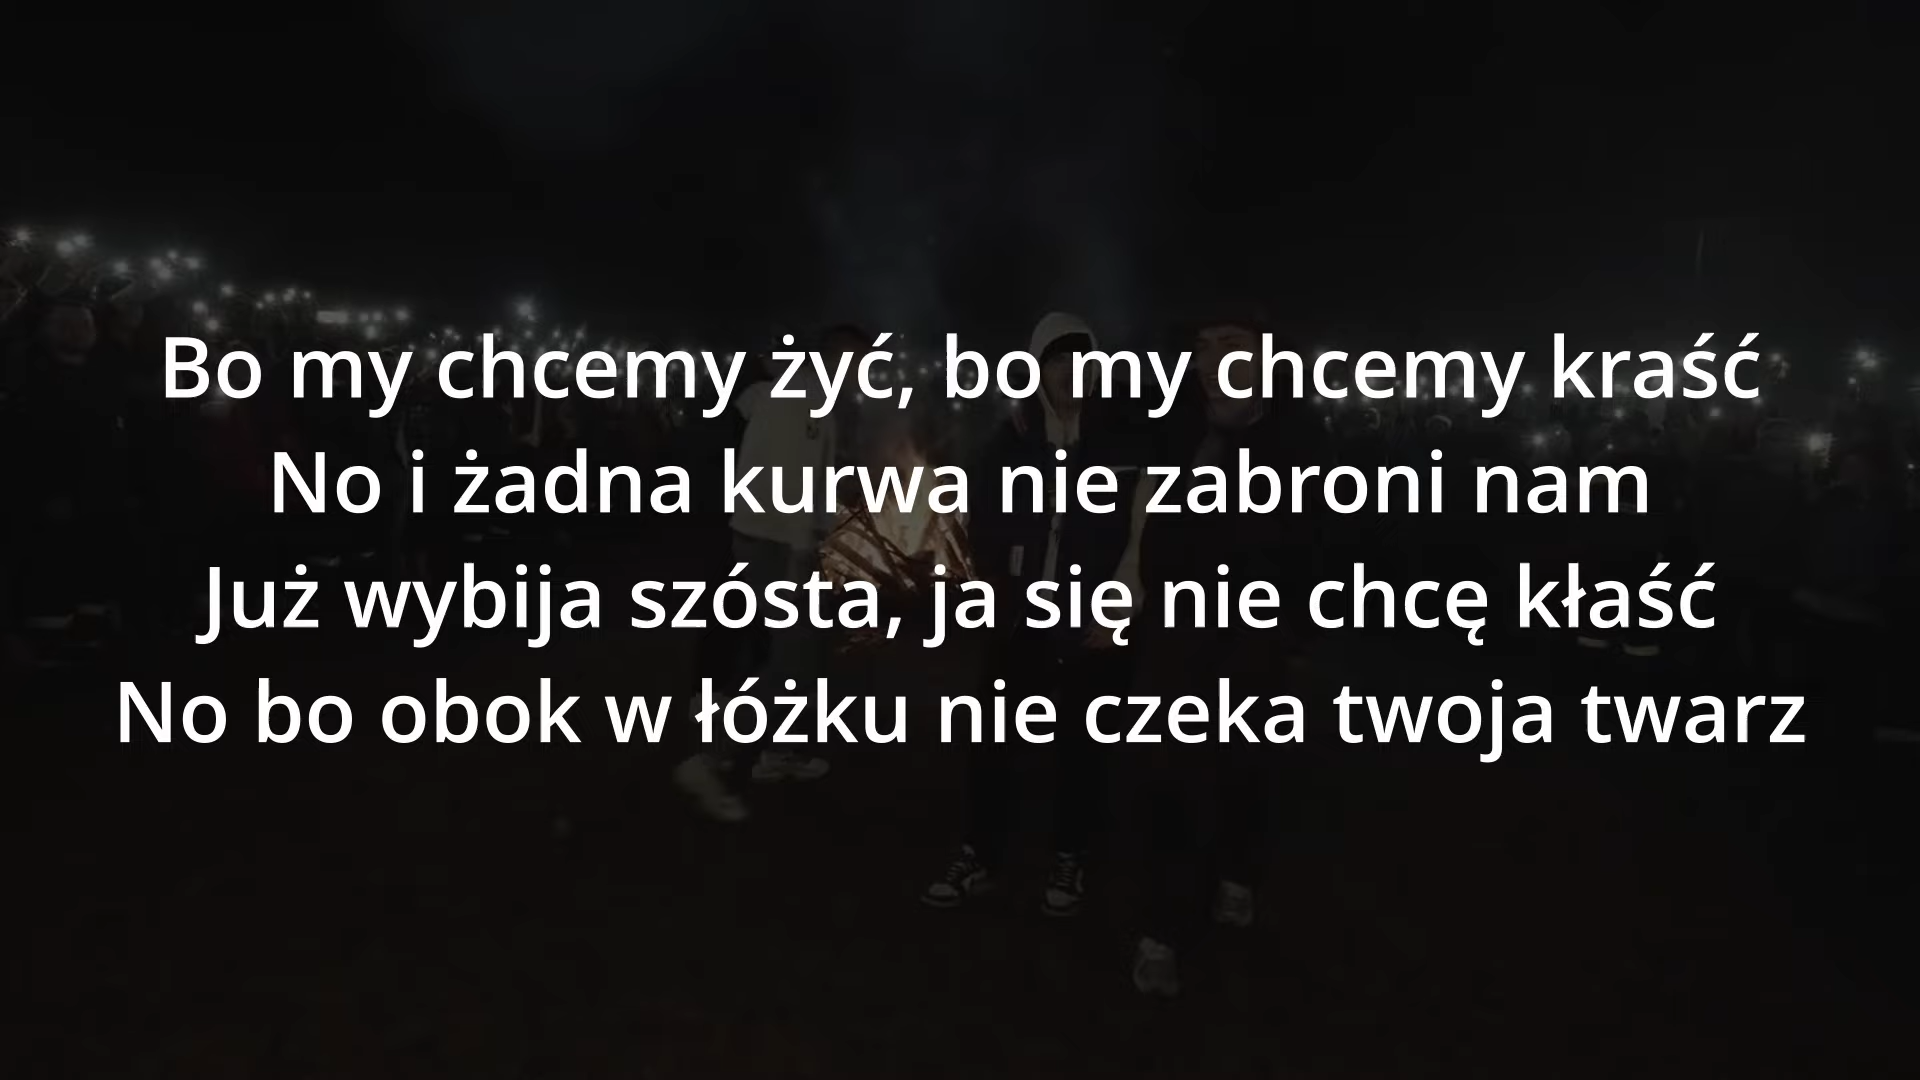 Bo my chcemy żyć, bo my chcemy kraść
No i żadna kurwa nie zabroni nam
Już wybija szósta, ja się nie chcę kłaść
No bo obok w łóżku nie czeka twoja twarz